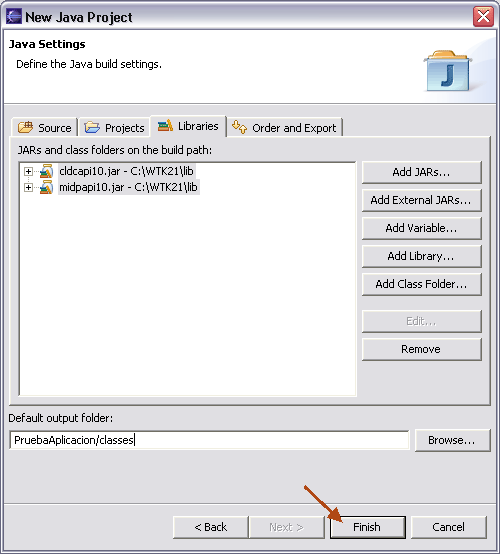 New Java Project
Java Settings
Define the Java build settings.
Source Projects Libraries Order and Export
JARs and class folders on the build path:
cldcapi10.jar - C:\WTK21\lib
midpapi10.jar - C:\WTK21\lib
Add JARs...
Add External JARs...
Add Variable...
Add Library...
Add Class Folder...
Edit...
Remove
Default output folder:
PruebaAplicacion/classes
Browse...
< Back Next > Finish Cancel